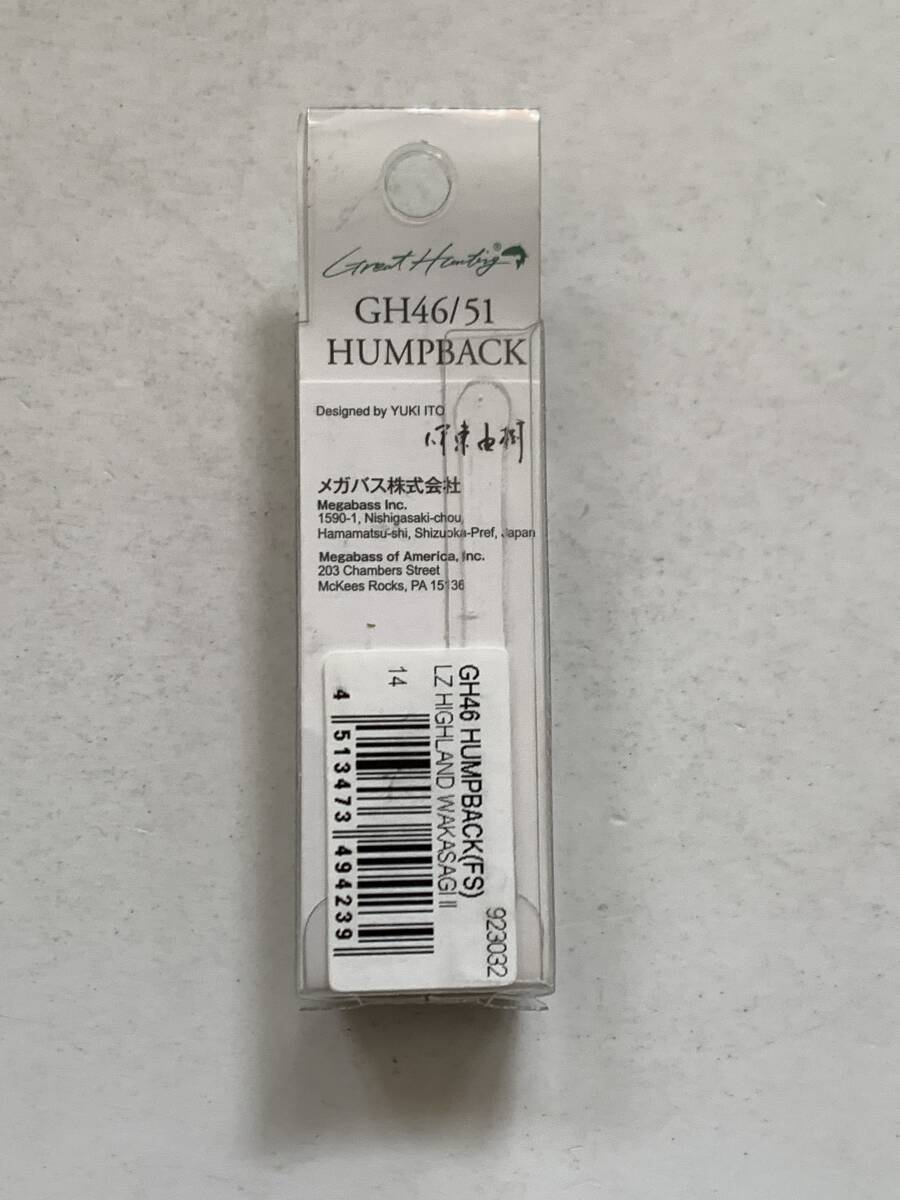 Great Hunting®
GH46/51
HUMPBACK
Designed by YUKI ITO
伊東由樹
メガバス株式会社
Megabass Inc.
1590-1, Nishigasaki-chou,
Hamamatsu-shi, Shizuoka-Pref, Japan
Megabass of America, Inc.
203 Chambers Street
McKees Rocks, PA 15136
923032
GH46 HUMPBACK(FS)
LZ HIGHLAND WAKASAGI II
14
4 513473 494239